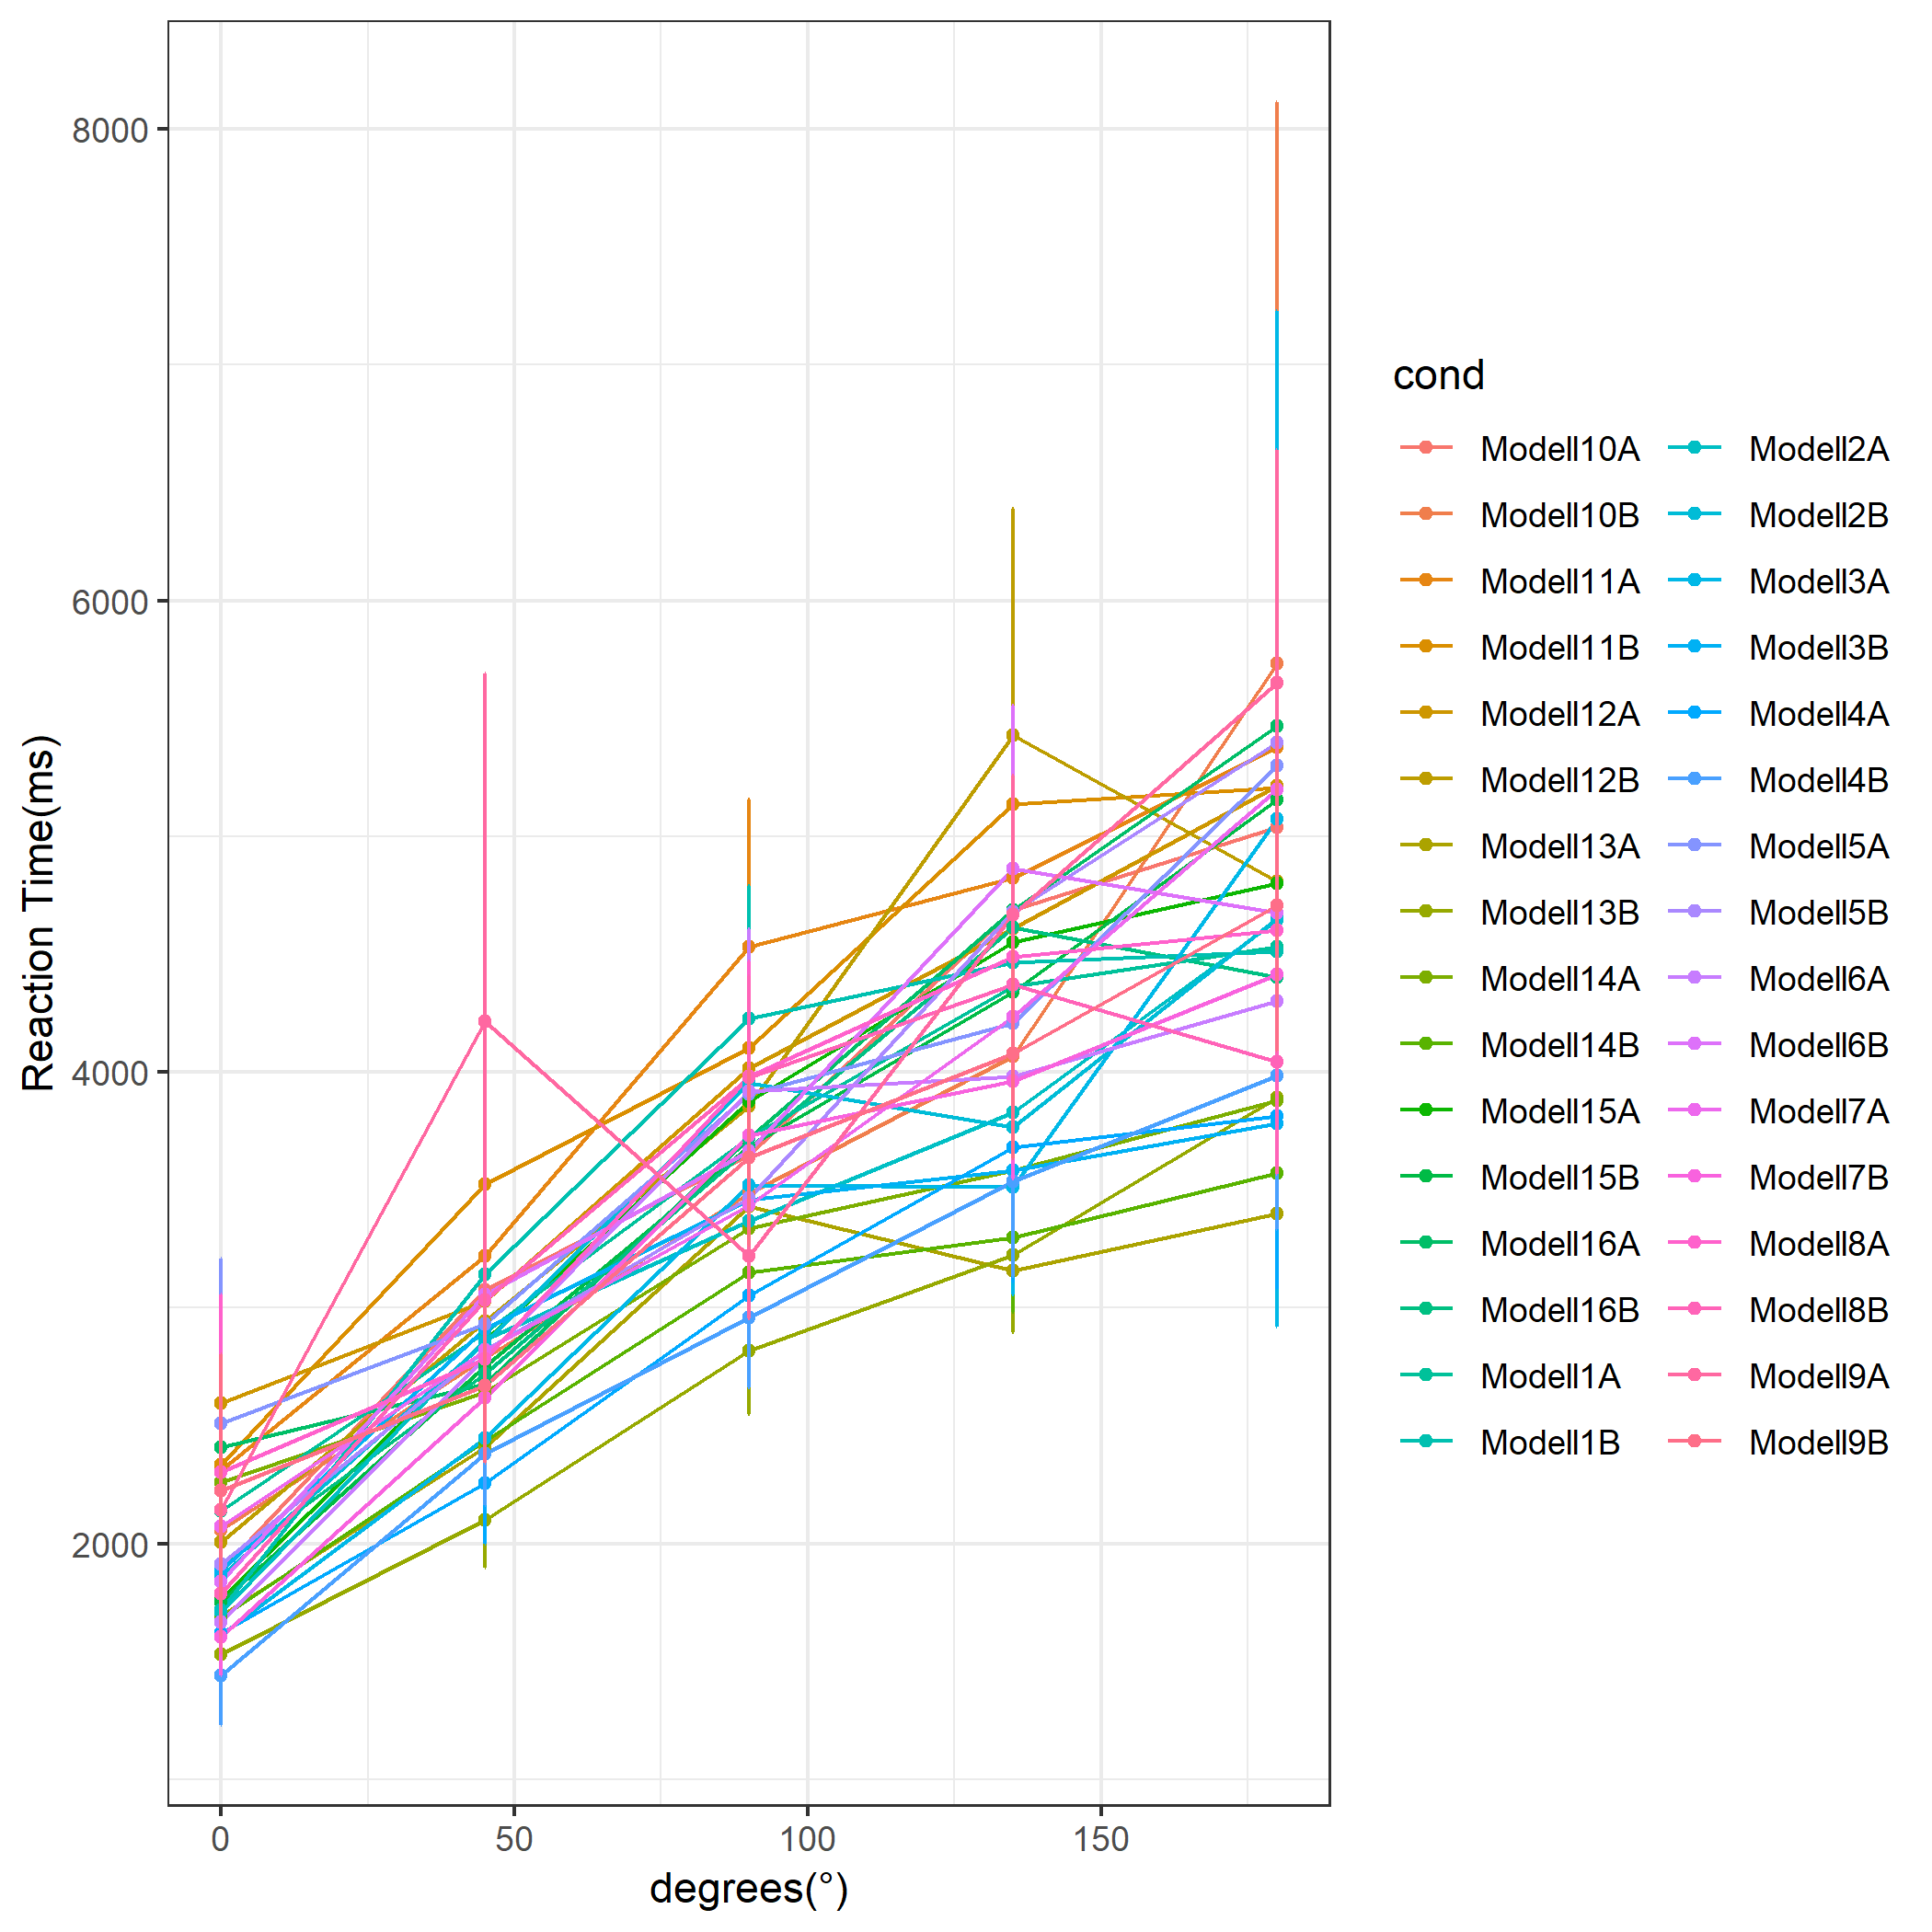 8000
6000
4000
2000
Reaction Time(ms)
0 50 100 150
degrees(°)
cond
Modell10A Modell2A
Modell10B Modell2B
Modell11A Modell3A
Modell11B Modell3B
Modell12A Modell4A
Modell12B Modell4B
Modell13A Modell5A
Modell13B Modell5B
Modell14A Modell6A
Modell14B Modell6B
Modell15A Modell7A
Modell15B Modell7B
Modell16A Modell8A
Modell16B Modell8B
Modell1A Modell9A
Modell1B Modell9B